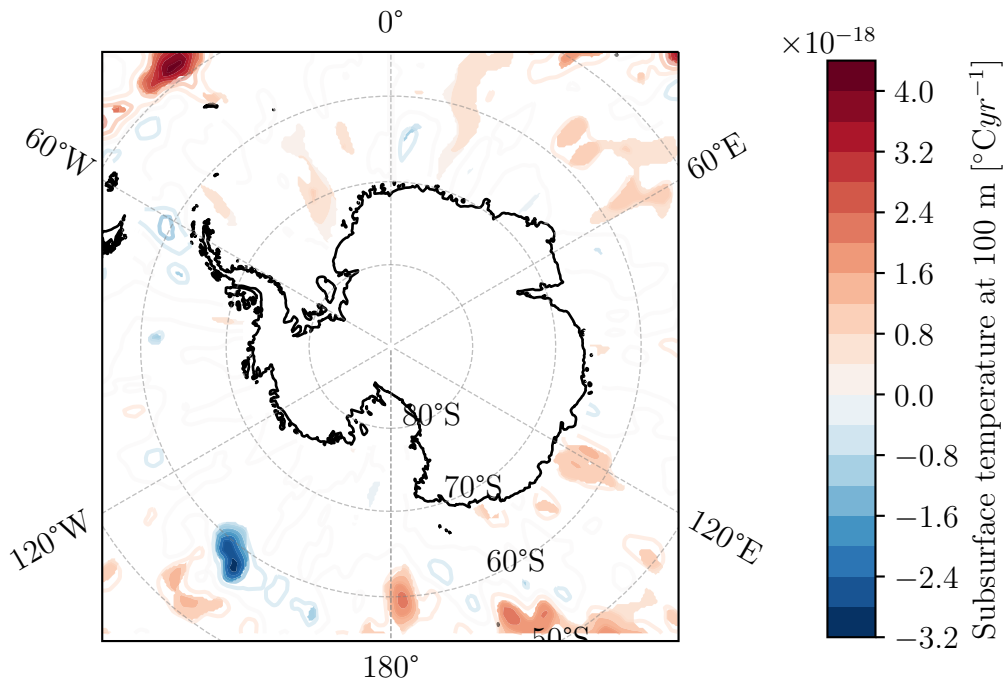 0°
×10⁻¹⁸
60°W
60°E
4.0
3.2
2.4
1.6
0.8
0.0
−0.8
−1.6
−2.4
−3.2
Subsurface temperature at 100 m [°Cyr⁻¹]
80°S
70°S
60°S
50°S
120°W
120°E
180°